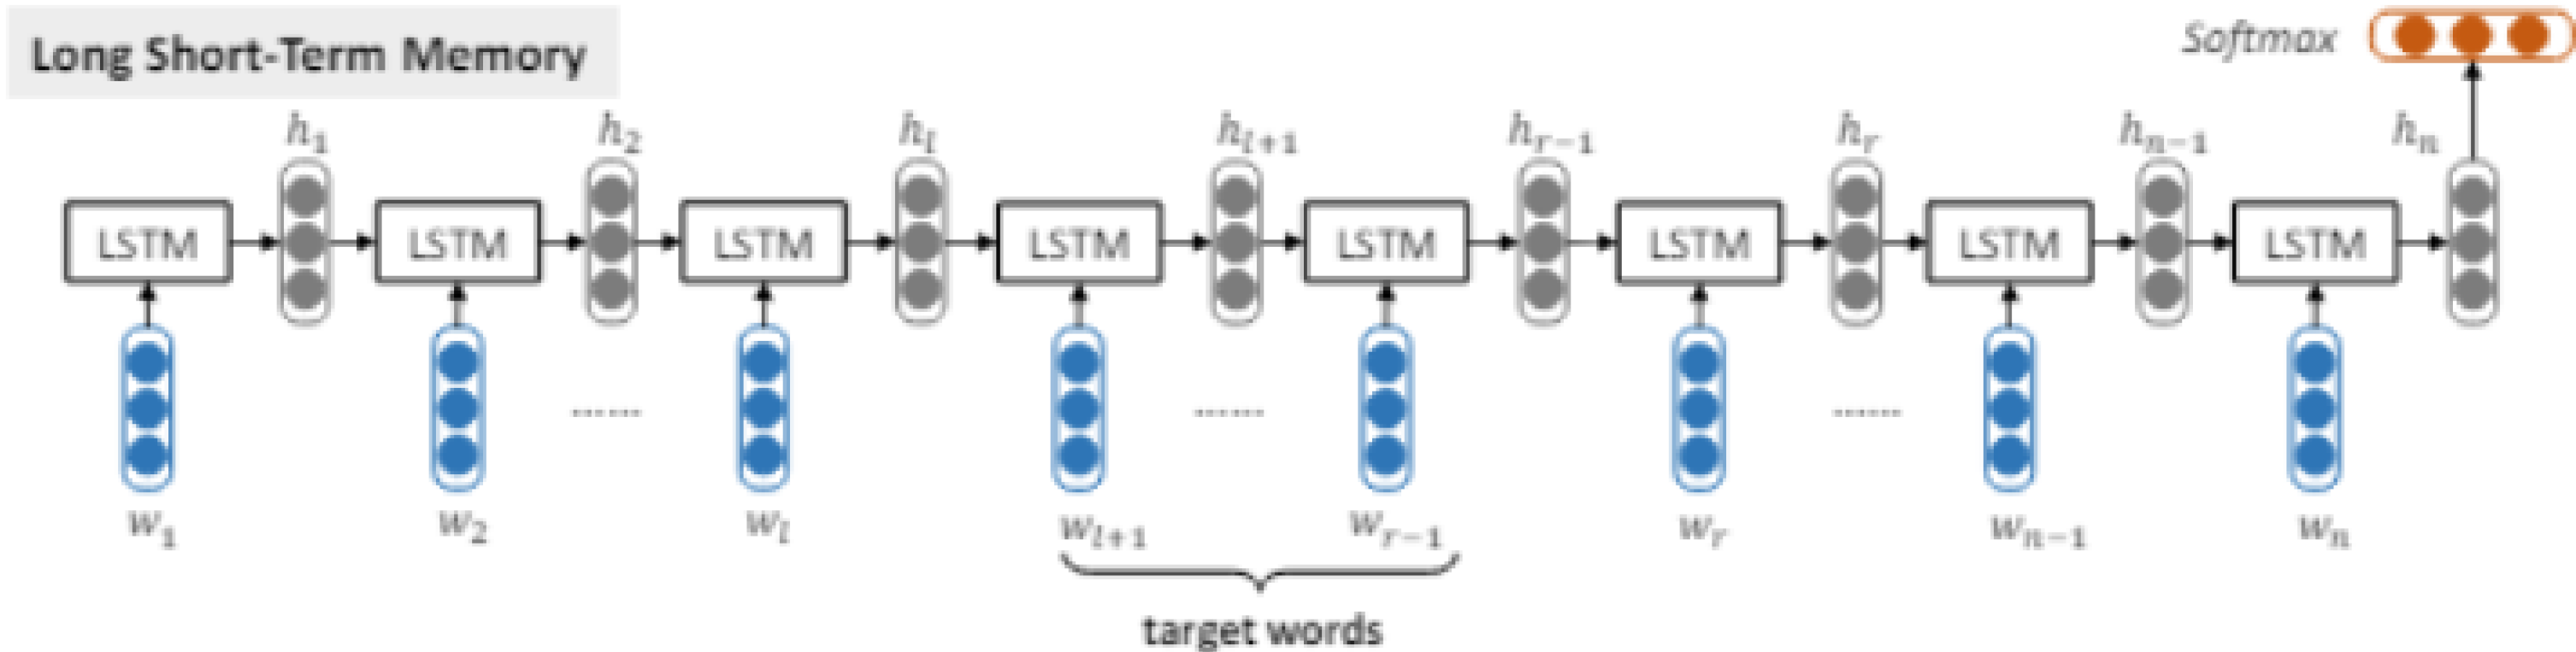 Long Short-Term Memory
Softmax
h₁ h₂ hₗ hₗ₊₁ hᵣ₋₁ hᵣ hₙ₋₁ hₙ
LSTM LSTM LSTM LSTM LSTM LSTM LSTM LSTM
...... ...... ......
w₁ w₂ wₗ wₗ₊₁ wᵣ₋₁ wᵣ wₙ₋₁ wₙ
target words